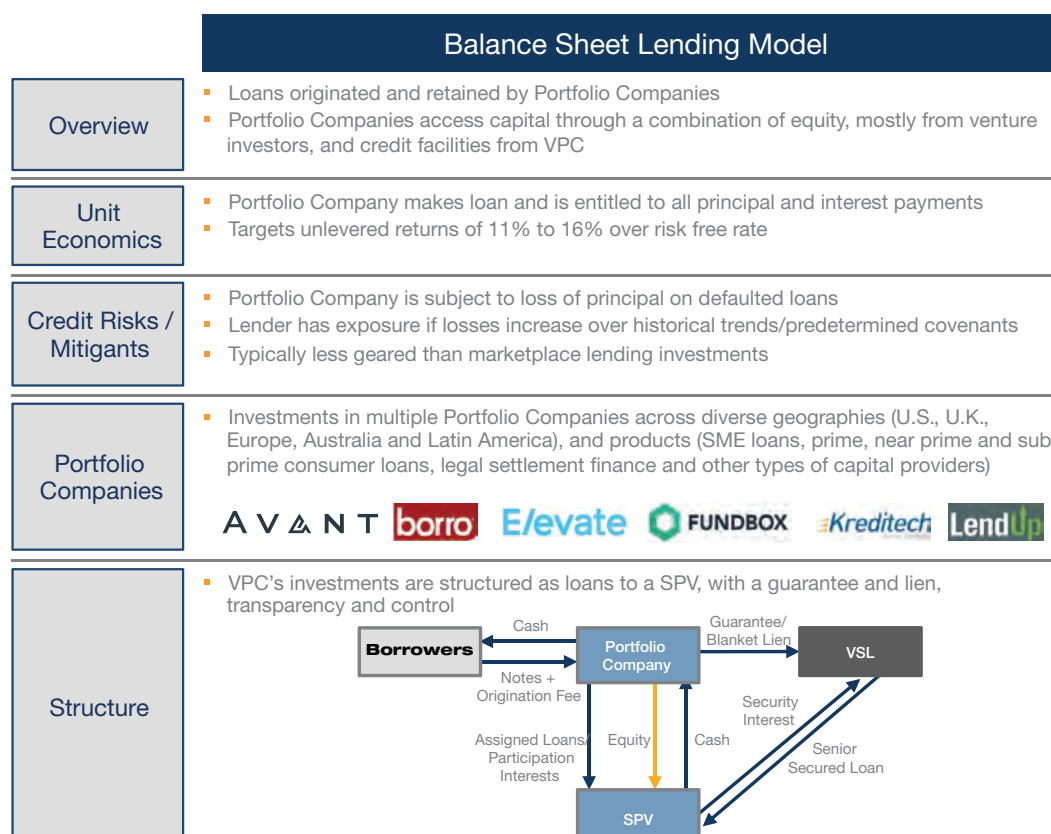 Balance Sheet Lending Model
Overview
▪ Loans originated and retained by Portfolio Companies
▪ Portfolio Companies access capital through a combination of equity, mostly from venture
investors, and credit facilities from VPC
Unit
Economics
▪ Portfolio Company makes loan and is entitled to all principal and interest payments
▪ Targets unlevered returns of 11% to 16% over risk free rate
Credit Risks /
Mitigants
▪ Portfolio Company is subject to loss of principal on defaulted loans
▪ Lender has exposure if losses increase over historical trends/predetermined covenants
▪ Typically less geared than marketplace lending investments
Portfolio
Companies
▪ Investments in multiple Portfolio Companies across diverse geographies (U.S., U.K.,
Europe, Australia and Latin America), and products (SME loans, prime, near prime and sub
prime consumer loans, legal settlement finance and other types of capital providers)
AVANT borro Elevate FUNDBOX Kreditech LendUp
Structure
▪ VPC's investments are structured as loans to a SPV, with a guarantee and lien,
transparency and control
Borrowers
Cash
Notes +
Origination Fee
Portfolio
Company
Guarantee/
Blanket Lien
VSL
Assigned Loans/
Participation
Interests
Equity
Cash
Security
Interest
Senior
Secured Loan
SPV